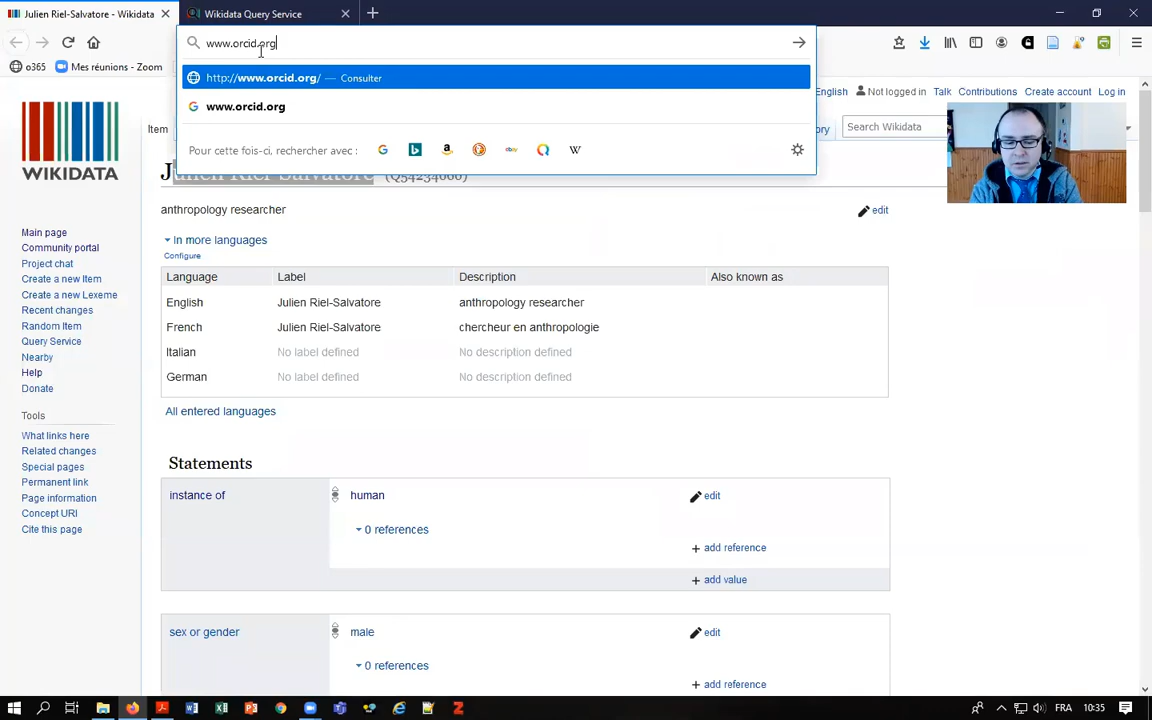 Julien Riel-Salvatore - Wikidata
Wikidata Query Service
www.orcid.org
o365
Mes réunions - Zoom
http://www.orcid.org/ — Consulter
www.orcid.org
Pour cette fois-ci, rechercher avec :
English
Not logged in
Talk
Contributions
Create account
Log in
WIKIDATA
Item
Search Wikidata
Julien Riel-Salvatore (Q54234660)
anthropology researcher
edit
In more languages
Configure
Language
Label
Description
Also known as
English
Julien Riel-Salvatore
anthropology researcher
French
Julien Riel-Salvatore
chercheur en anthropologie
Italian
No label defined
No description defined
German
No label defined
No description defined
All entered languages
Main page
Community portal
Project chat
Create a new Item
Create a new Lexeme
Recent changes
Random Item
Query Service
Nearby
Help
Donate
Tools
What links here
Related changes
Special pages
Permanent link
Page information
Concept URI
Cite this page
Statements
instance of
human
edit
0 references
+ add reference
+ add value
sex or gender
male
edit
0 references
+ add reference
FRA
10:35